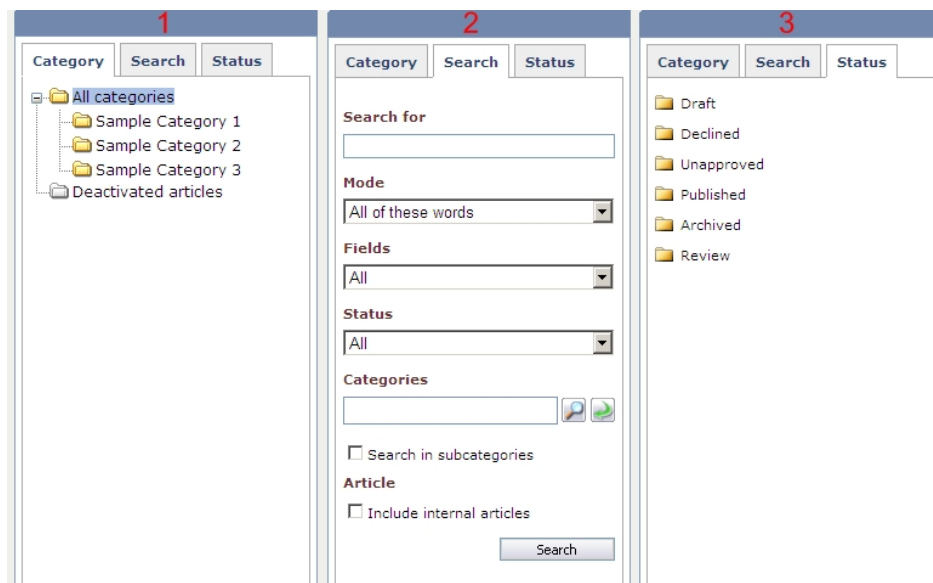 1
Category Search Status
All categories
Sample Category 1
Sample Category 2
Sample Category 3
Deactivated articles
2
Category Search Status
Search for
Mode
All of these words
Fields
All
Status
All
Categories
Search in subcategories
Article
Include internal articles
Search
3
Category Search Status
Draft
Declined
Unapproved
Published
Archived
Review